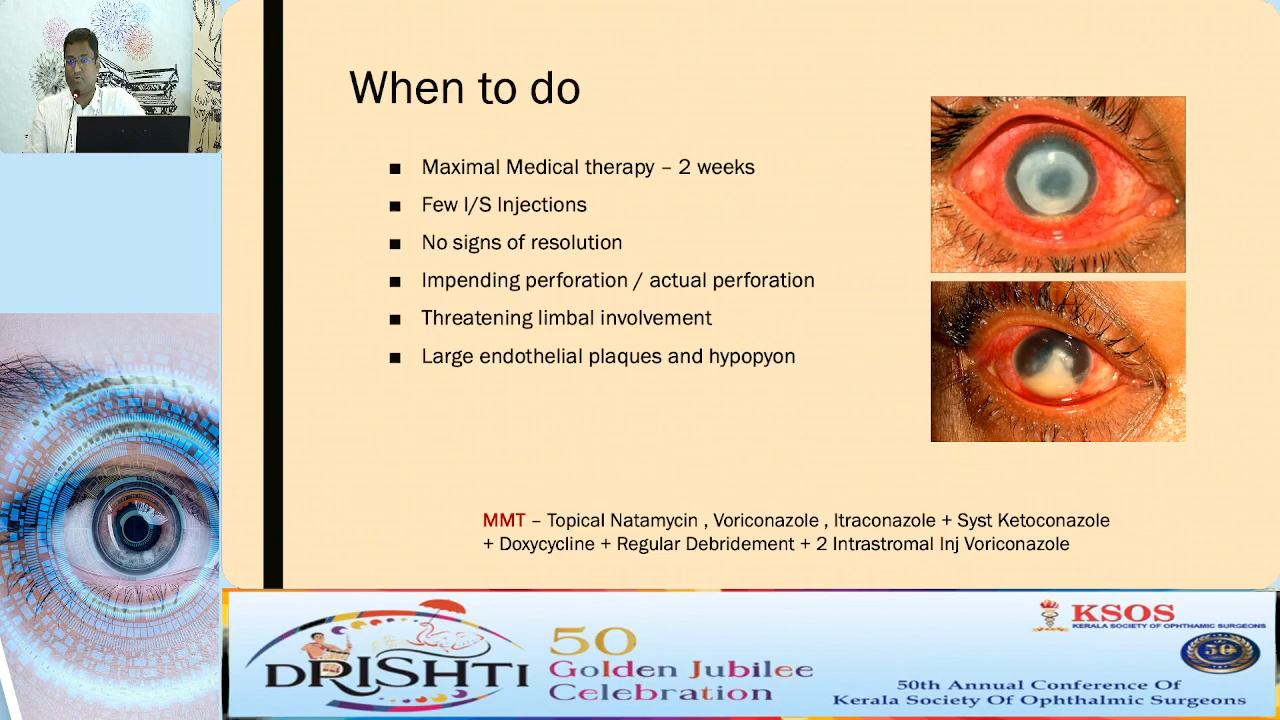 When to do
■ Maximal Medical therapy – 2 weeks
■ Few I/S Injections
■ No signs of resolution
■ Impending perforation / actual perforation
■ Threatening limbal involvement
■ Large endothelial plaques and hypopyon
MMT – Topical Natamycin , Voriconazole , Itraconazole + Syst Ketoconazole
+ Doxycycline + Regular Debridement + 2 Intrastromal Inj Voriconazole
DRISHTI
50
Golden Jubilee
Celebration
KSOS
KERALA SOCIETY OF OPHTHAMIC SURGEONS
50
50th Annual Conference Of
Kerala Society Of Ophthalmic Surgeons